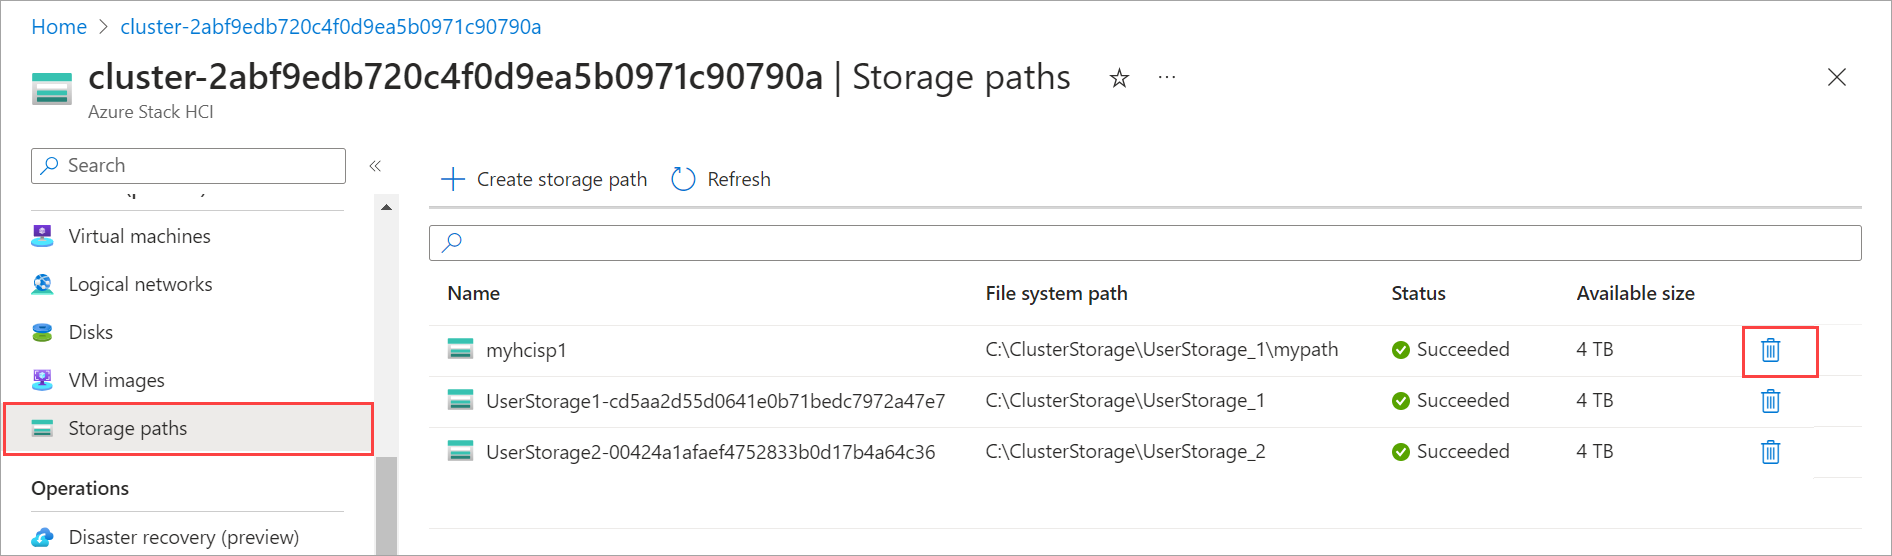 Home > cluster-2abf9edb720c4f0d9ea5b0971c90790a
cluster-2abf9edb720c4f0d9ea5b0971c90790a | Storage paths ...
Azure Stack HCI
Search «
Create storage path Refresh
Virtual machines
Logical networks
Disks
VM images
Storage paths
Operations
Disaster recovery (preview)
Name File system path Status Available size
myhcisp1 C:\ClusterStorage\UserStorage_1\mypath Succeeded 4 TB
UserStorage1-cd5aa2d55d0641e0b71bedc7972a47e7 C:\ClusterStorage\UserStorage_1 Succeeded 4 TB
UserStorage2-00424a1afaef4752833b0d17b4a64c36 C:\ClusterStorage\UserStorage_2 Succeeded 4 TB